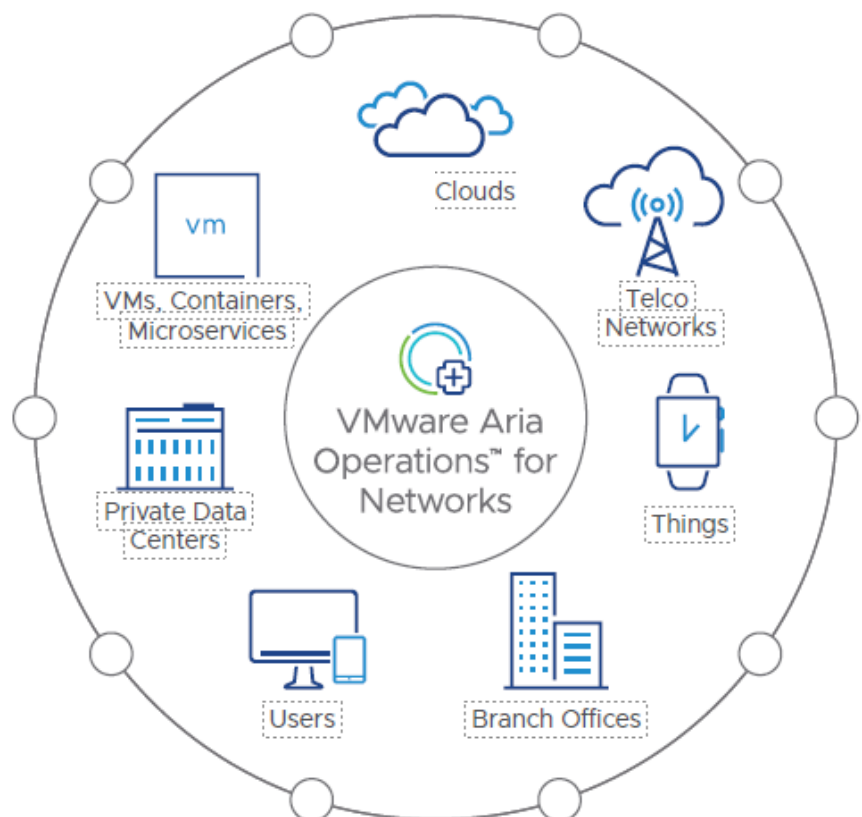 Clouds
vm
VMs, Containers,
Microservices
Telco
Networks
VMware Aria
Operations™ for
Networks
Private Data
Centers
Things
Users
Branch Offices